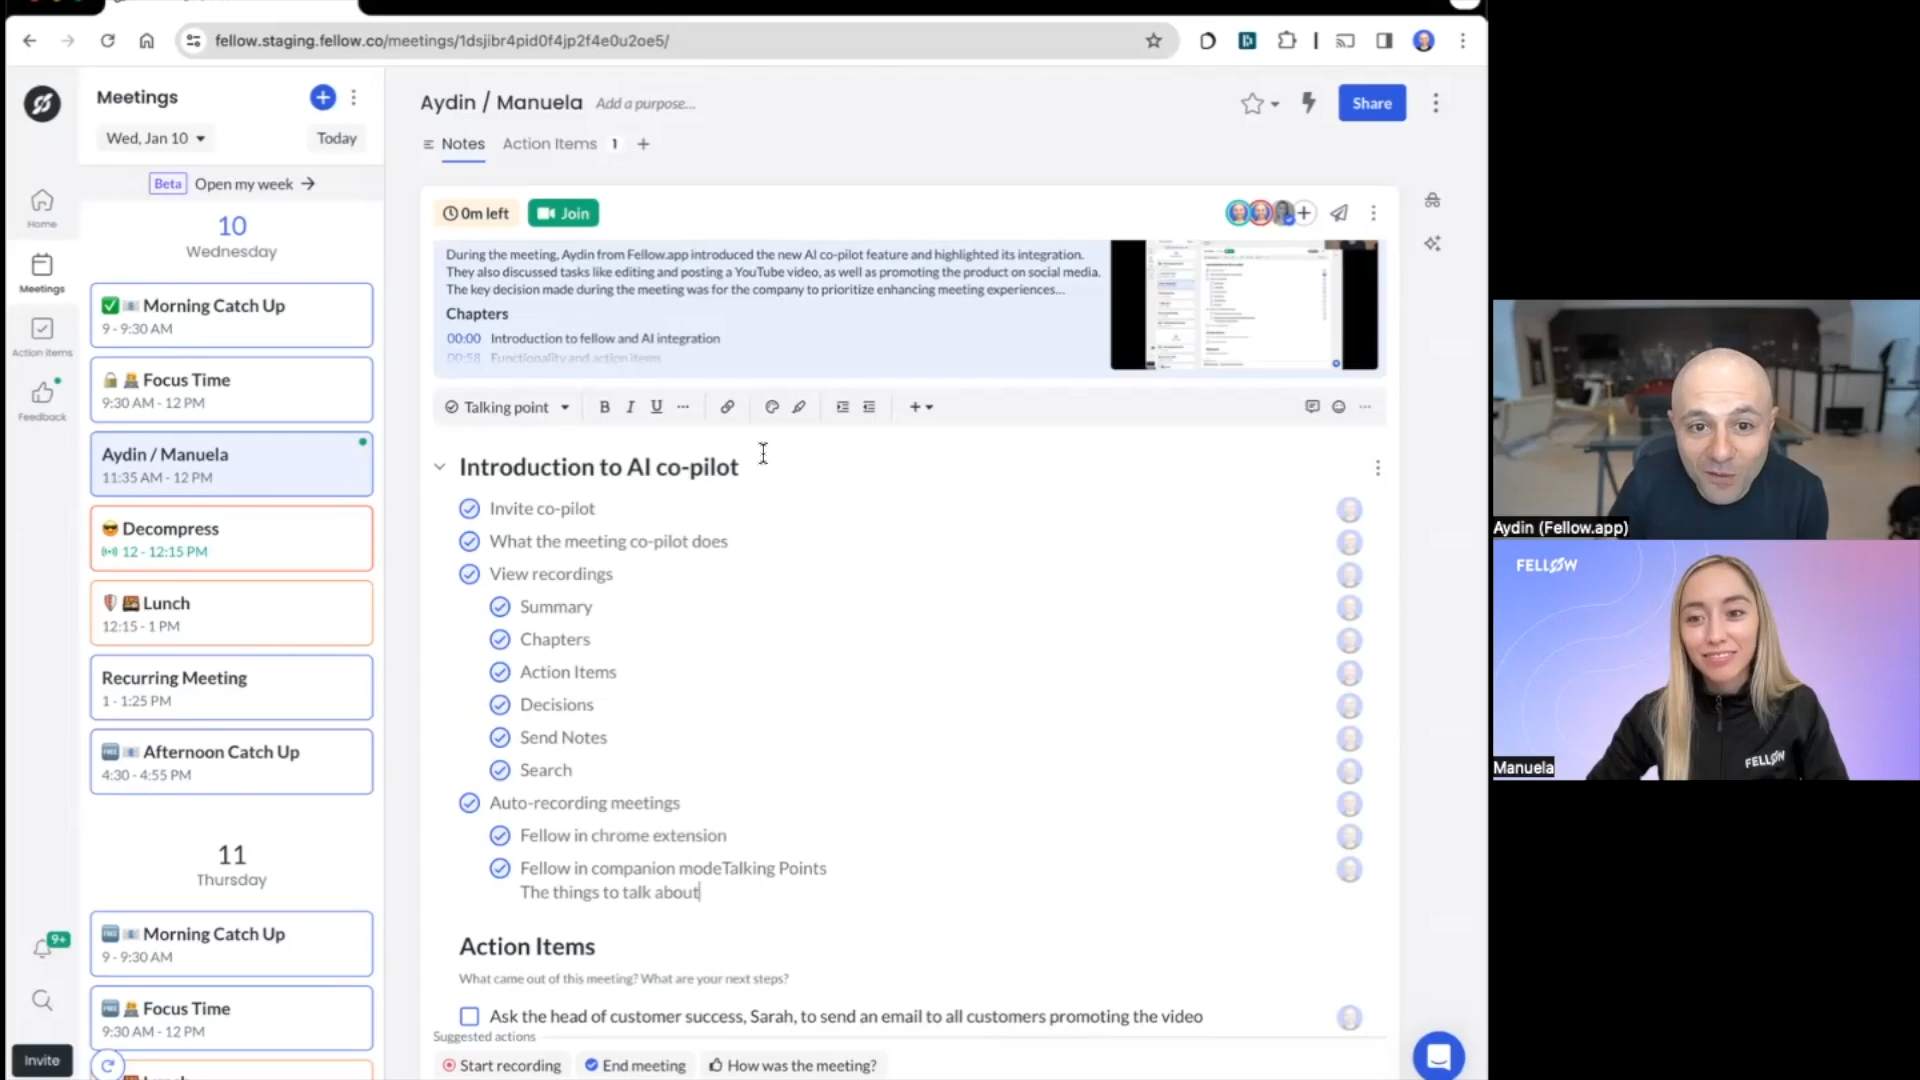 fellow.staging.fellow.co/meetings/1dsjibr4pid0f4jp2f4e0u2oe5/
Meetings
Wed, Jan 10
Today
Beta Open my week
10
Wednesday
Morning Catch Up
9 - 9:30 AM
Focus Time
9:30 AM - 12 PM
Aydin / Manuela
11:35 AM - 12 PM
Decompress
12 - 12:15 PM
Lunch
12:15 - 1 PM
Recurring Meeting
1 - 1:25 PM
FREE Afternoon Catch Up
4:30 - 4:55 PM
11
Thursday
FREE Morning Catch Up
9 - 9:30 AM
FREE Focus Time
9:30 AM - 12 PM
Lunch
Home
Meetings
Action items
Feedback
9+
Invite
Aydin / Manuela Add a purpose...
Share
Notes Action Items 1
0m left Join
During the meeting, Aydin from Fellow.app introduced the new AI co-pilot feature and highlighted its integration.
They also discussed tasks like editing and posting a YouTube video, as well as promoting the product on social media.
The key decision made during the meeting was for the company to prioritize enhancing meeting experiences...
Chapters
00:00 Introduction to fellow and AI integration
00:58 Functionality and action items
Talking point B I U
Introduction to AI co-pilot
Invite co-pilot
What the meeting co-pilot does
View recordings
Summary
Chapters
Action Items
Decisions
Send Notes
Search
Auto-recording meetings
Fellow in chrome extension
Fellow in companion modeTalking Points
The things to talk about
Action Items
What came out of this meeting? What are your next steps?
Ask the head of customer success, Sarah, to send an email to all customers promoting the video
Suggested actions
Start recording End meeting How was the meeting?
Aydin (Fellow.app)
FELLOW
FELLOW
Manuela